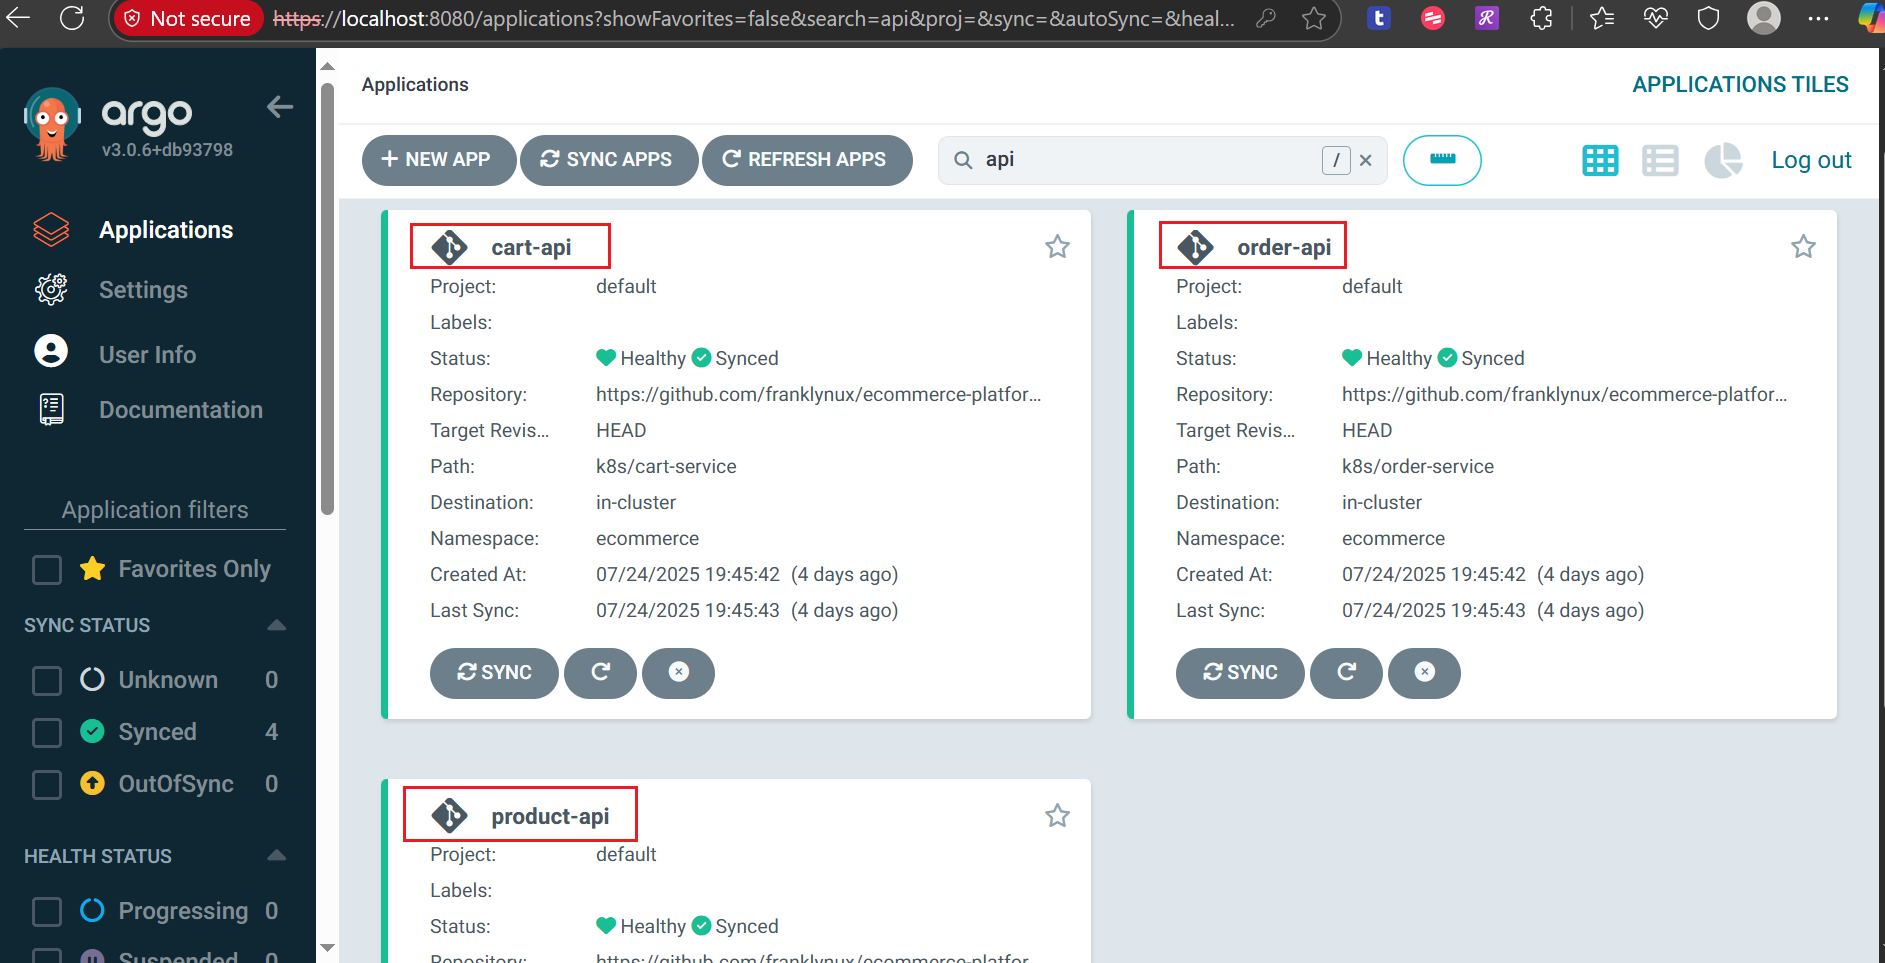 Not secure
https://localhost:8080/applications?showFavorites=false&search=api&proj=&sync=&autoSync=&heal...
argo
v3.0.6+db93798
Applications
Settings
User Info
Documentation
Application filters
Favorites Only
SYNC STATUS
Unknown 0
Synced 4
OutOfSync 0
HEALTH STATUS
Progressing 0
Suspended 0
Applications
APPLICATIONS TILES
NEW APP
SYNC APPS
REFRESH APPS
api
/
Log out
cart-api
Project: default
Labels:
Status: Healthy Synced
Repository: https://github.com/franklynux/ecommerce-platfor...
Target Revis... HEAD
Path: k8s/cart-service
Destination: in-cluster
Namespace: ecommerce
Created At: 07/24/2025 19:45:42 (4 days ago)
Last Sync: 07/24/2025 19:45:43 (4 days ago)
SYNC
order-api
Project: default
Labels:
Status: Healthy Synced
Repository: https://github.com/franklynux/ecommerce-platfor...
Target Revis... HEAD
Path: k8s/order-service
Destination: in-cluster
Namespace: ecommerce
Created At: 07/24/2025 19:45:42 (4 days ago)
Last Sync: 07/24/2025 19:45:43 (4 days ago)
SYNC
product-api
Project: default
Labels:
Status: Healthy Synced
Repository: https://github.com/franklynux/ecommerce-platfor